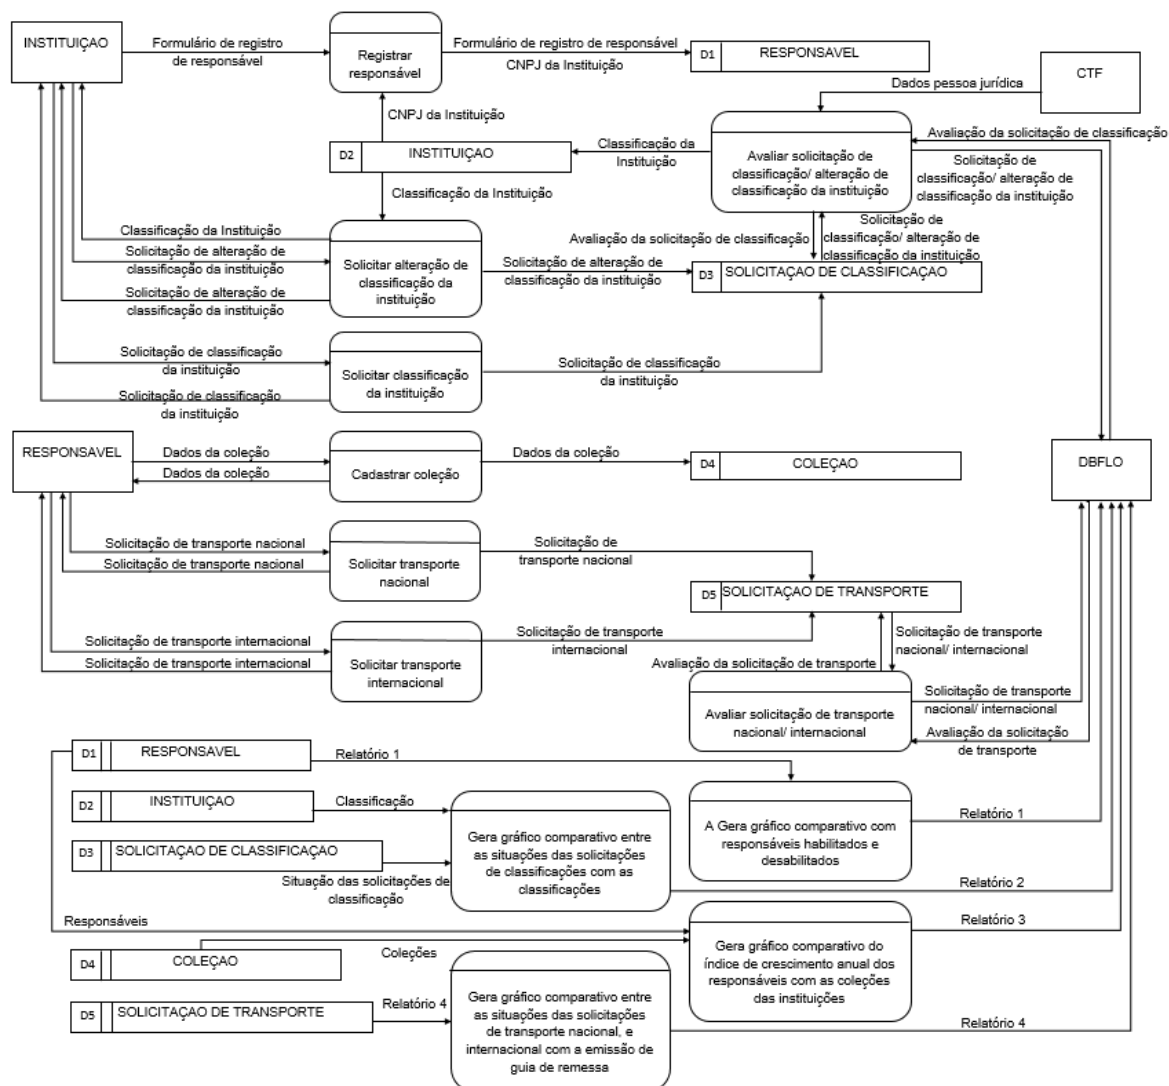 INSTITUIÇAO
Formulário de registro
de responsável
Registrar
responsável
Formulário de registro de responsável
CNPJ da Instituição
D1
RESPONSAVEL
CTF
Dados pessoa jurídica
CNPJ da Instituição
D2
INSTITUIÇAO
Classificação da
Instituição
Avaliar solicitação de
classificação/ alteração de
classificação da instituição
Avaliação da solicitação de classificação
Solicitação de
classificação/ alteração de
classificação da instituição
Classificação da Instituição
Classificação da Instituição
Solicitação de alteração de
classificação da instituição
Solicitação de alteração de
classificação da instituição
Solicitar alteração de
classificação da
instituição
Solicitação de alteração de
classificação da instituição
Avaliação da solicitação de classificação
Solicitação de
classificação/ alteração de
classificação da instituição
D3
SOLICITAÇAO DE CLASSIFICAÇAO
Solicitação de classificação
da instituição
Solicitação de classificação
da instituição
Solicitar classificação
da instituição
Solicitação de classificação
da instituição
RESPONSAVEL
Dados da coleção
Dados da coleção
Cadastrar coleção
Dados da coleção
D4
COLEÇAO
DBFLO
Solicitação de transporte nacional
Solicitação de transporte nacional
Solicitar transporte
nacional
Solicitação de
transporte nacional
D5
SOLICITAÇAO DE TRANSPORTE
Solicitação de transporte internacional
Solicitação de transporte internacional
Solicitar transporte
internacional
Solicitação de transporte
internacional
Avaliação da solicitação de transporte
Solicitação de transporte
nacional/ internacional
Avaliar solicitação de transporte
nacional/ internacional
Solicitação de transporte
nacional/ internacional
Avaliação da solicitação
de transporte
D1
RESPONSAVEL
Relatório 1
D2
INSTITUIÇAO
Classificação
D3
SOLICITAÇAO DE CLASSIFICAÇAO
Situação das solicitações de
classificação
Gera gráfico comparativo entre
as situações das solicitações
de classificações com as
classificações
A Gera gráfico comparativo com
responsáveis habilitados e
desabilitados
Relatório 1
Relatório 2
Responsáveis
D4
COLEÇAO
Coleções
Gera gráfico comparativo do
índice de crescimento anual dos
responsáveis com as coleções
das instituições
Relatório 3
D5
SOLICITAÇAO DE TRANSPORTE
Relatório 4
Gera gráfico comparativo entre
as situações das solicitações
de transporte nacional, e
internacional com a emissão de
guia de remessa
Relatório 4